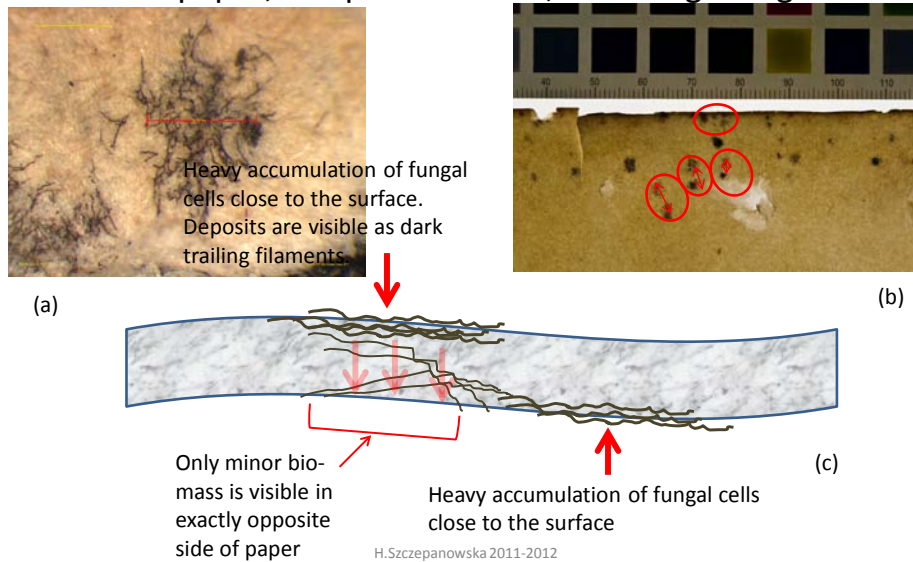 paper,
40 50 60 70 80 90 100 110
Heavy accumulation of fungal
cells close to the surface.
Deposits are visible as dark
trailing filaments.
(a)
(b)
(c)
Only minor bio-
mass is visible in
exactly opposite
side of paper
Heavy accumulation of fungal cells
close to the surface
H.Szczepanowska 2011-2012